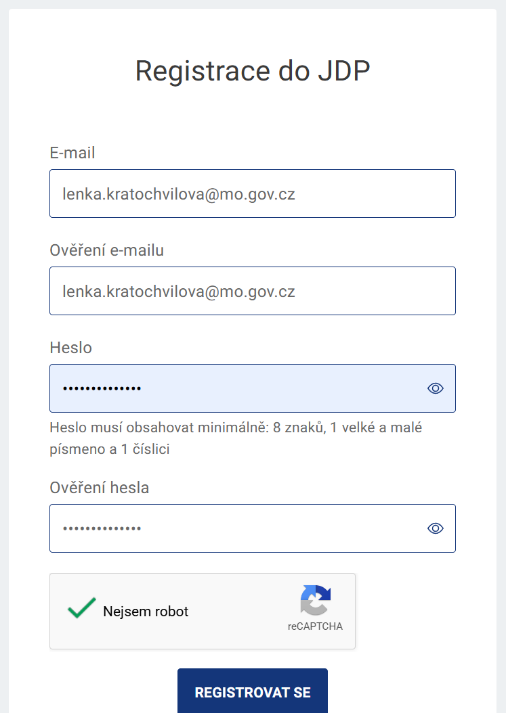 Registrace do JDP
E-mail
lenka.kratochvilova@mo.gov.cz
Ověření e-mailu
lenka.kratochvilova@mo.gov.cz
Heslo
••••••••••••••
Heslo musí obsahovat minimálně: 8 znaků, 1 velké a malé
písmeno a 1 číslici
Ověření hesla
••••••••••••••
Nejsem robot
reCAPTCHA
REGISTROVAT SE